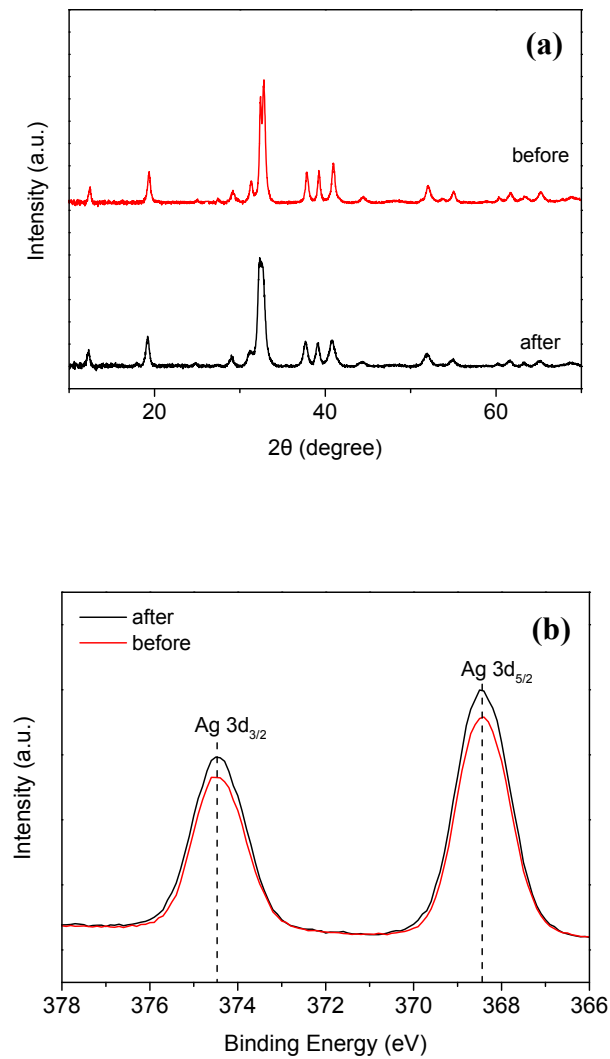 (a)
before
after
Intensity (a.u.)
20
40
60
2θ (degree)
after
before
(b)
Ag 3d5/2
Ag 3d3/2
Intensity (a.u.)
378
376
374
372
370
368
366
Binding Energy (eV)